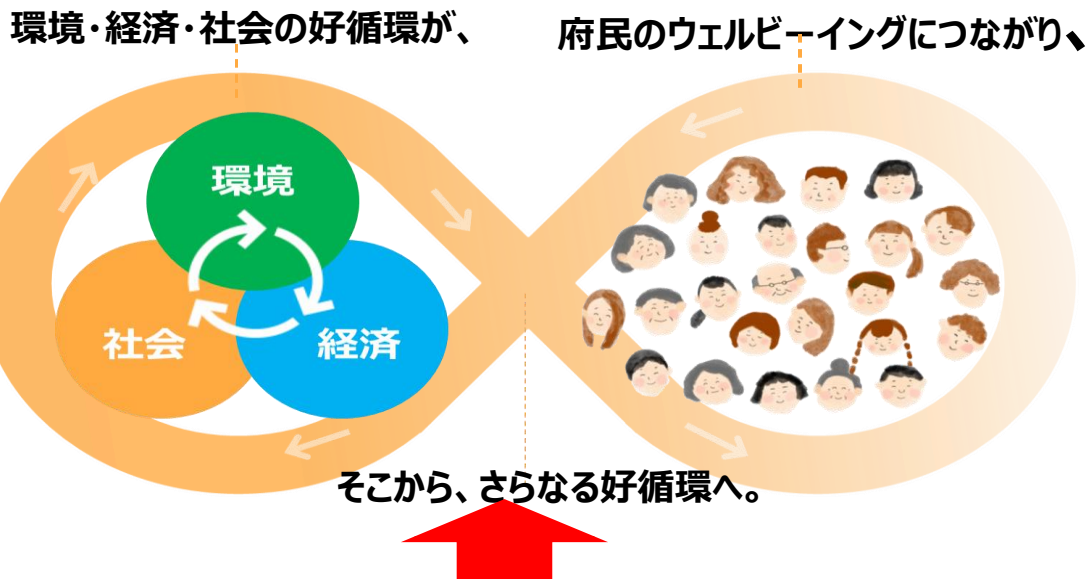 環境・経済・社会の好循環が、
府民のウェルビーイングにつながり、
環境
社会
経済
そこから、さらなる好循環へ。